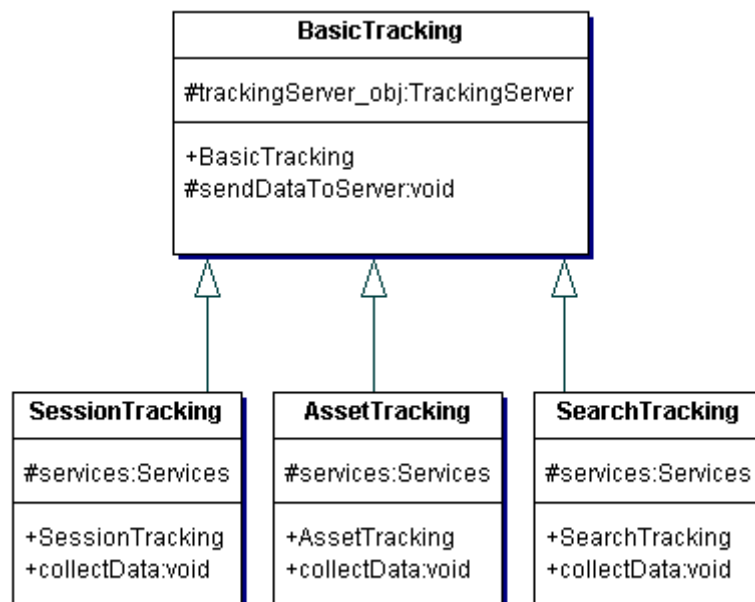 BasicTracking
#trackingServer_obj:TrackingServer
+BasicTracking
#sendDataToServer:void
SessionTracking
#services:Services
+SessionTracking
+collectData:void
AssetTracking
#services:Services
+AssetTracking
+collectData:void
SearchTracking
#services:Services
+SearchTracking
+collectData:void